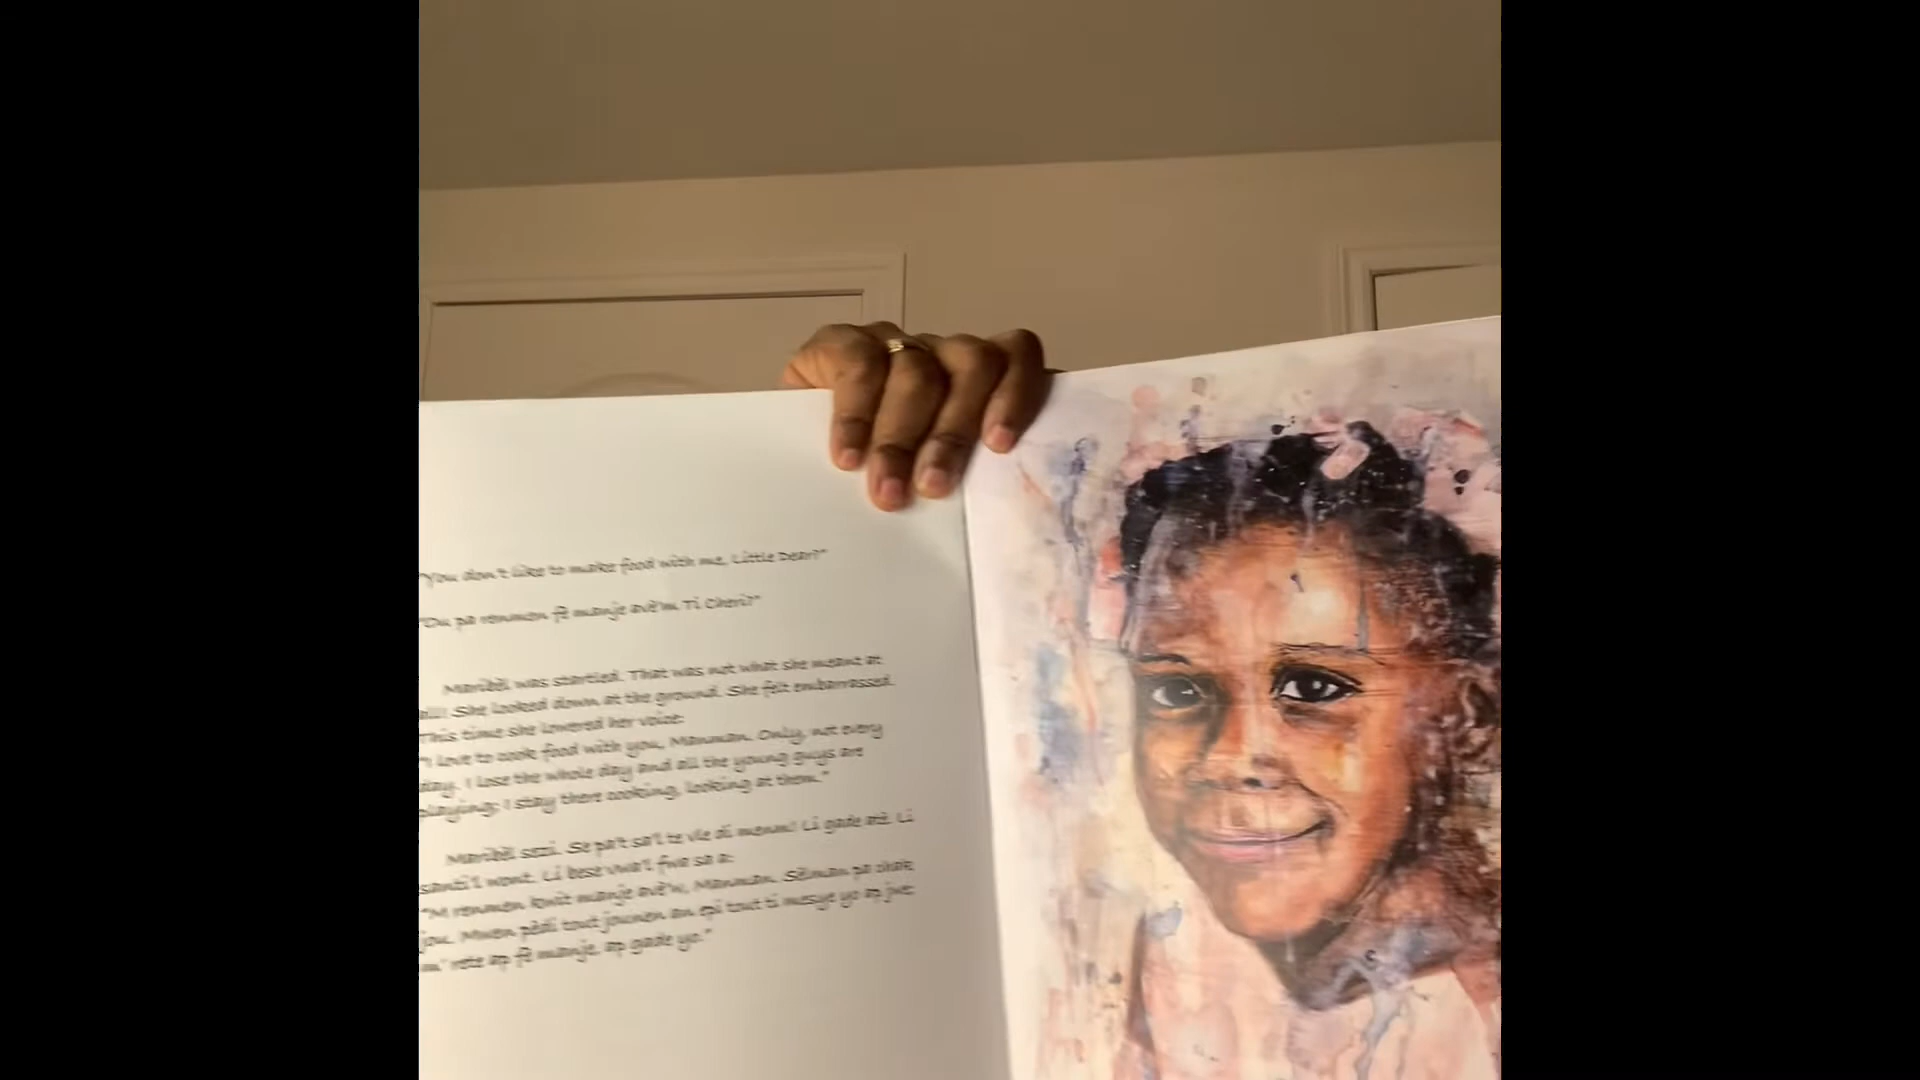 "You don't like to make food with me, Little Dear?"
"Ou pa renmen fè manje avè'm Ti Cheri?"
Maribèl was startled. That was not what she meant at
all! She looked down at the ground. She felt embarrassed.
This time she lowered her voice:
"I love to cook food with you, Manman. Only, not every
day. I lose the whole day and all the young guys are
playing; I stay there cooking, looking at them."
Maribèl sezi. Se pa't sa'l te vle di menm! Li gade atè. Li
santi'l wont. Li bese vwa'l fwa sa a:
"M renmen kwit manje avè'w, Manman. Sèlman pa chak
jou. Mwen pèdi tout jounen an epi tout ti mesye yo ap jwe;
m' rete ap fè manje, ap gade yo."